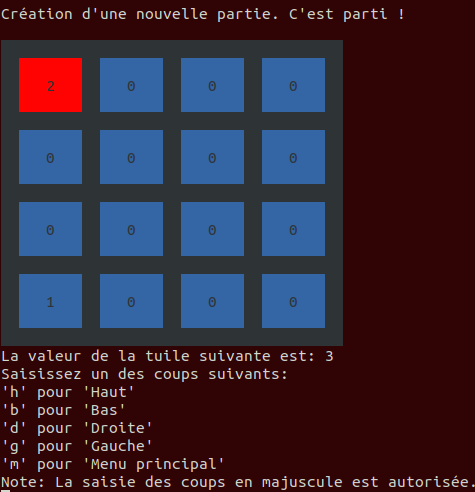 Création d'une nouvelle partie. C'est parti !
2 0 0 0
0 0 0 0
0 0 0 0
1 0 0 0
La valeur de la tuile suivante est: 3
Saisissez un des coups suivants:
'h' pour 'Haut'
'b' pour 'Bas'
'd' pour 'Droite'
'g' pour 'Gauche'
'm' pour 'Menu principal'
Note: La saisie des coups en majuscule est autorisée.